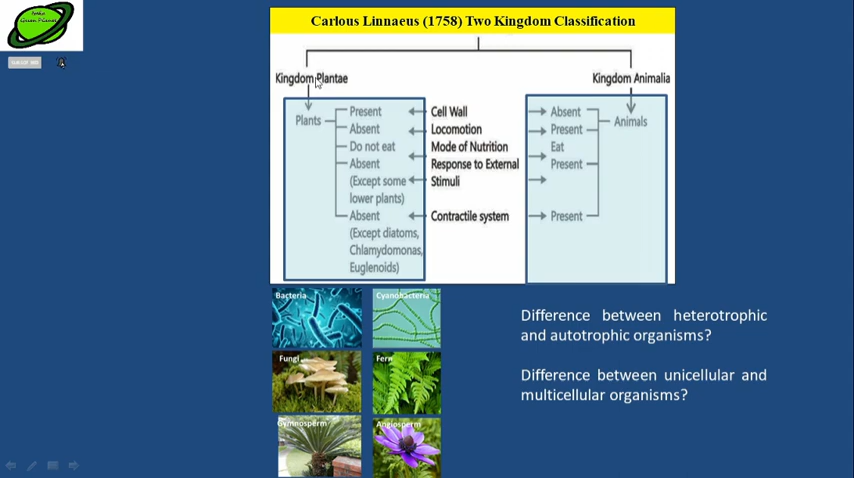 Green Planet
Carlous Linnaeus (1758) Two Kingdom Classification
Kingdom Plantae
Kingdom Animalia
Plants
Animals
Present
Cell Wall
Absent
Absent
Locomotion
Present
Do not eat
Mode of Nutrition
Eat
Absent
Response to External
Present
(Except some
Stimuli
lower plants)
Absent
Contractile system
Present
(Except diatoms,
Chlamydomonas,
Euglenoids)
Bacteria
Cyanobacteria
Fungi
Fern
Gymnosperm
Angiosperm
Difference between heterotrophic
and autotrophic organisms?
Difference between unicellular and
multicellular organisms?